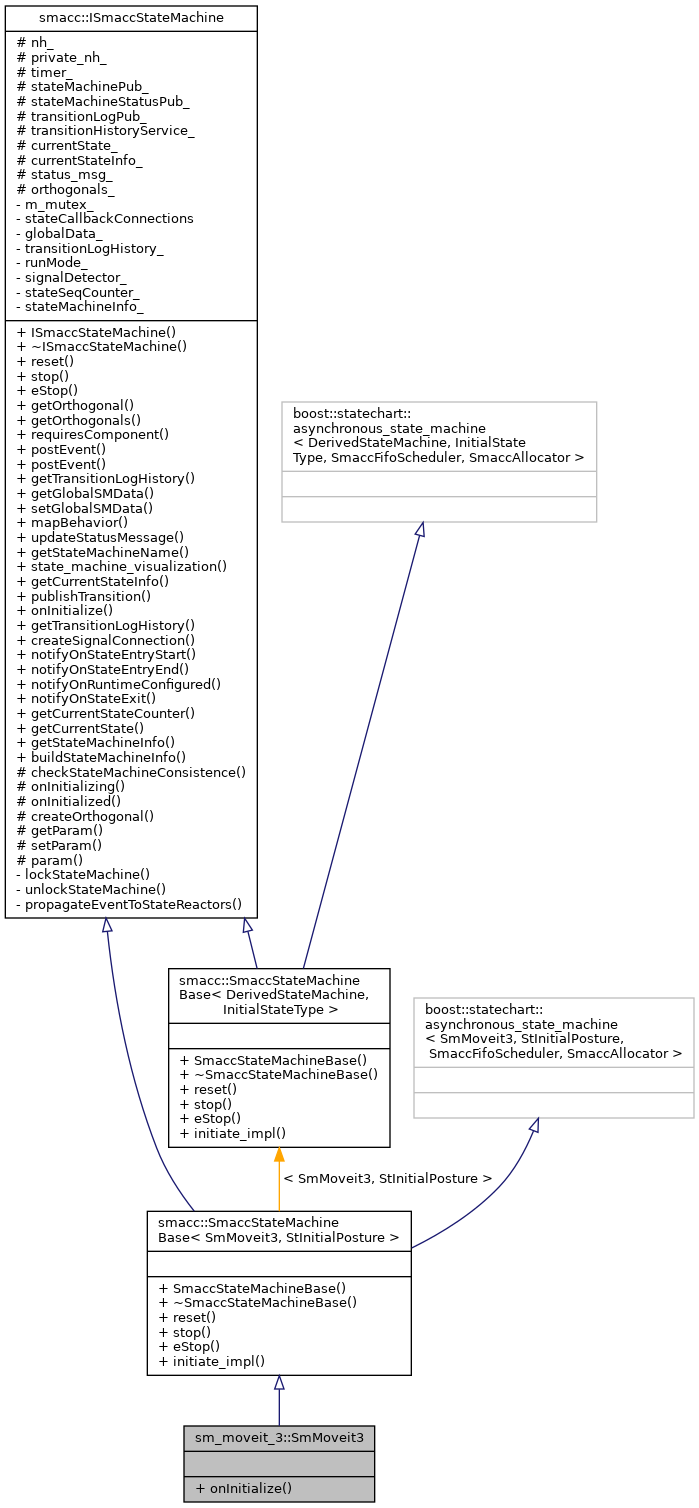 smacc::ISmaccStateMachine
# nh_
# private_nh_
# timer_
# stateMachinePub_
# stateMachineStatusPub_
# transitionLogPub_
# transitionHistoryService_
# currentState_
# currentStateInfo_
# status_msg_
# orthogonals_
- m_mutex_
- stateCallbackConnections
- globalData_
- transitionLogHistory_
- runMode_
- signalDetector_
- stateSeqCounter_
- stateMachineInfo_
+ ISmaccStateMachine()
+ ~ISmaccStateMachine()
+ reset()
+ stop()
+ eStop()
+ getOrthogonal()
+ getOrthogonals()
+ requiresComponent()
+ postEvent()
+ postEvent()
+ getTransitionLogHistory()
+ getGlobalSMData()
+ setGlobalSMData()
+ mapBehavior()
+ updateStatusMessage()
+ getStateMachineName()
+ state_machine_visualization()
+ getCurrentStateInfo()
+ publishTransition()
+ onInitialize()
+ getTransitionLogHistory()
+ createSignalConnection()
+ notifyOnStateEntryStart()
+ notifyOnStateEntryEnd()
+ notifyOnRuntimeConfigured()
+ notifyOnStateExit()
+ getCurrentStateCounter()
+ getCurrentState()
+ getStateMachineInfo()
+ buildStateMachineInfo()
# checkStateMachineConsistence()
# onInitializing()
# onInitialized()
# createOrthogonal()
# getParam()
# setParam()
# param()
- lockStateMachine()
- unlockStateMachine()
- propagateEventToStateReactors()
boost::statechart::
asynchronous_state_machine
< DerivedStateMachine, InitialState
Type, SmaccFifoScheduler, SmaccAllocator >
smacc::SmaccStateMachine
Base< DerivedStateMachine,
InitialStateType >
+ SmaccStateMachineBase()
+ ~SmaccStateMachineBase()
+ reset()
+ stop()
+ eStop()
+ initiate_impl()
boost::statechart::
asynchronous_state_machine
< SmMoveit3, StInitialPosture,
SmaccFifoScheduler, SmaccAllocator >
< SmMoveit3, StInitialPosture >
smacc::SmaccStateMachine
Base< SmMoveit3, StInitialPosture >
+ SmaccStateMachineBase()
+ ~SmaccStateMachineBase()
+ reset()
+ stop()
+ eStop()
+ initiate_impl()
sm_moveit_3::SmMoveit3
+ onInitialize()